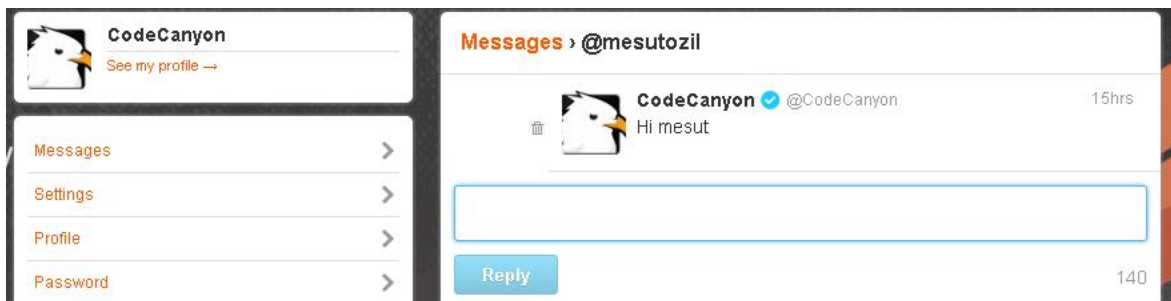 CodeCanyon
See my profile →
Messages
Settings
Profile
Password
Messages › @mesutozil
CodeCanyon @CodeCanyon 15hrs
Hi mesut
Reply 140